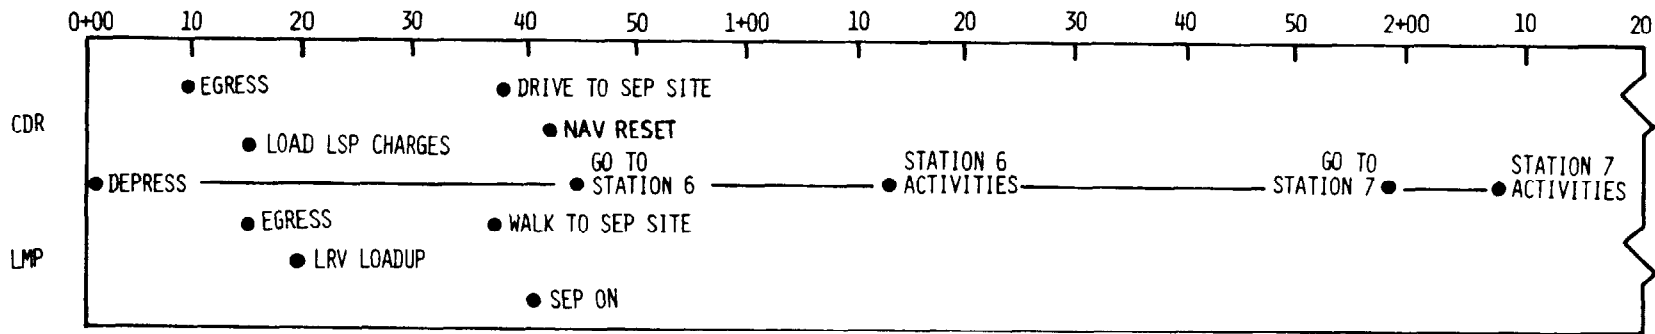 0+00 10 20 30 40 50 1+00 10 20 30 40 50 2+00 10 20
EGRESS DRIVE TO SEP SITE
CDR NAV RESET
LOAD LSP CHARGES
GO TO STATION 6 GO TO STATION 7
DEPRESS STATION 6 ACTIVITIES STATION 7 ACTIVITIES
EGRESS WALK TO SEP SITE
LMP LRV LOADUP
SEP ON